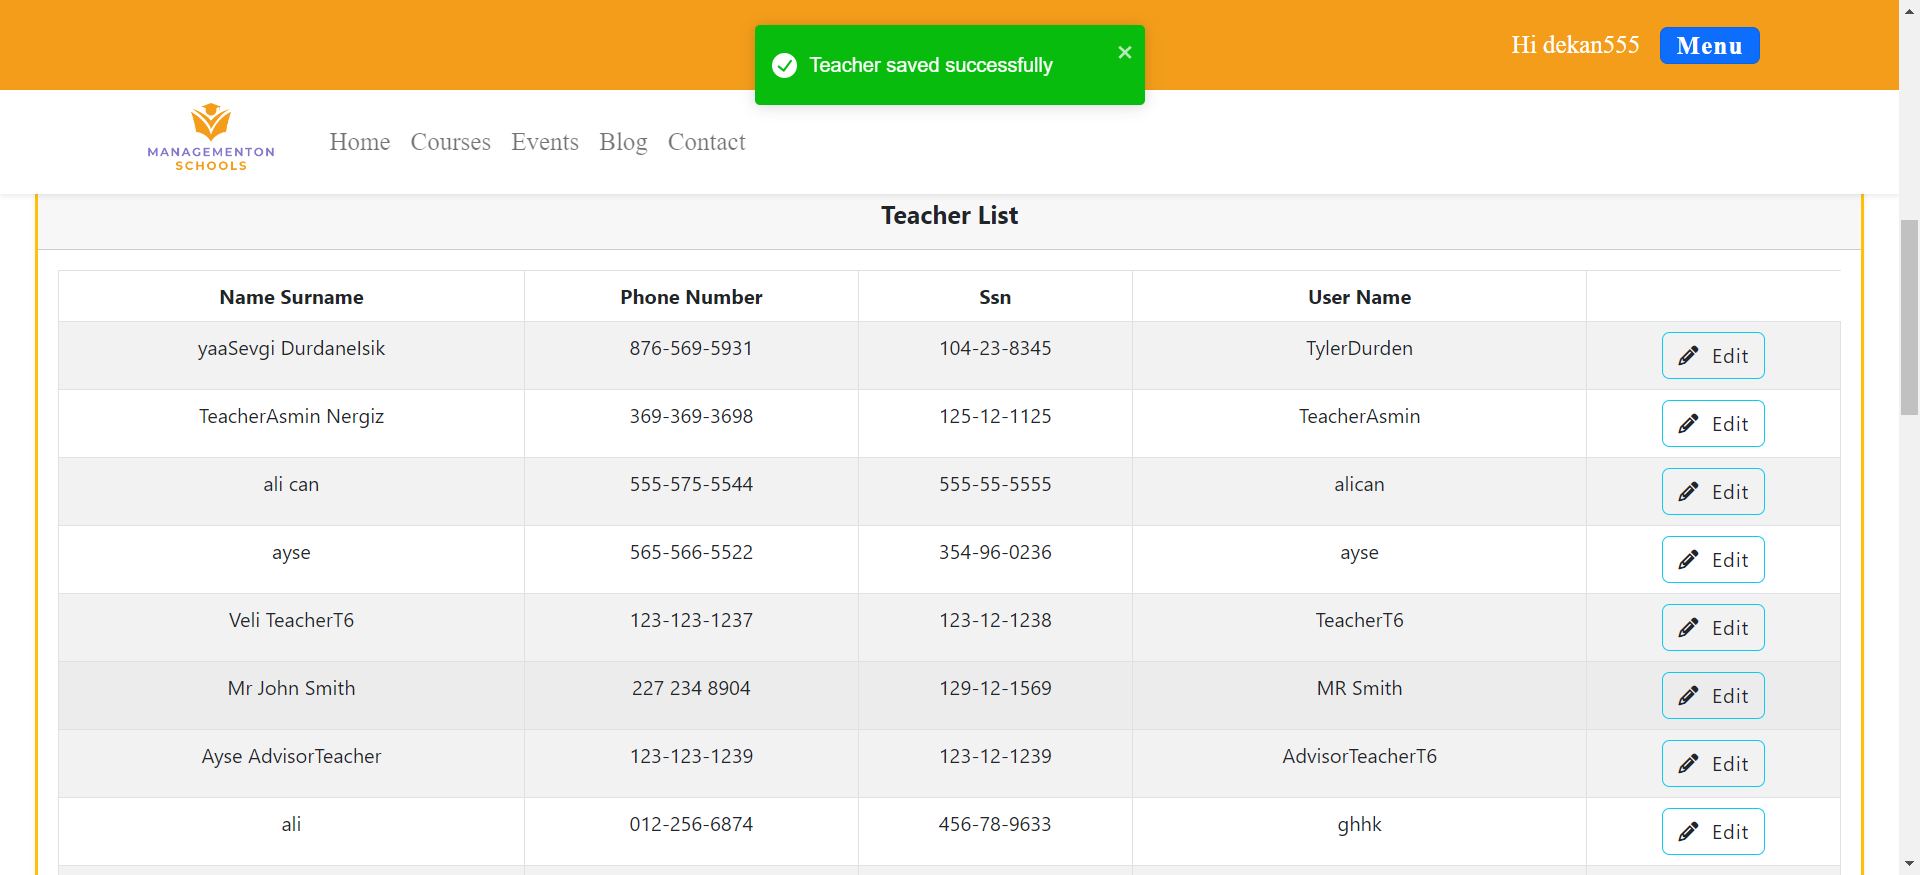 Teacher saved successfully
Hi dekan555 Menu
MANAGEMENTON
SCHOOLS
Home Courses Events Blog Contact
Teacher List
Name Surname Phone Number Ssn User Name
yaaSevgi DurdaneIsik 876-569-5931 104-23-8345 TylerDurden Edit
TeacherAsmin Nergiz 369-369-3698 125-12-1125 TeacherAsmin Edit
ali can 555-575-5544 555-55-5555 alican Edit
ayse 565-566-5522 354-96-0236 ayse Edit
Veli TeacherT6 123-123-1237 123-12-1238 TeacherT6 Edit
Mr John Smith 227 234 8904 129-12-1569 MR Smith Edit
Ayse AdvisorTeacher 123-123-1239 123-12-1239 AdvisorTeacherT6 Edit
ali 012-256-6874 456-78-9633 ghhk Edit